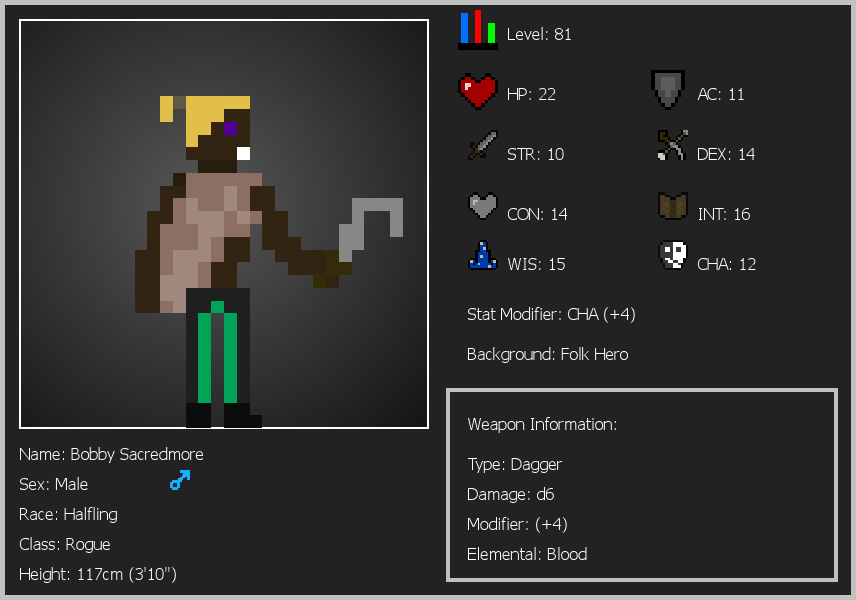 Level: 81
HP: 22
AC: 11
STR: 10
DEX: 14
CON: 14
INT: 16
WIS: 15
CHA: 12
Stat Modifier: CHA (+4)
Background: Folk Hero
Weapon Information:
Type: Dagger
Damage: d6
Modifier: (+4)
Elemental: Blood
Name: Bobby Sacredmore
Sex: Male
Race: Halfling
Class: Rogue
Height: 117cm (3'10")